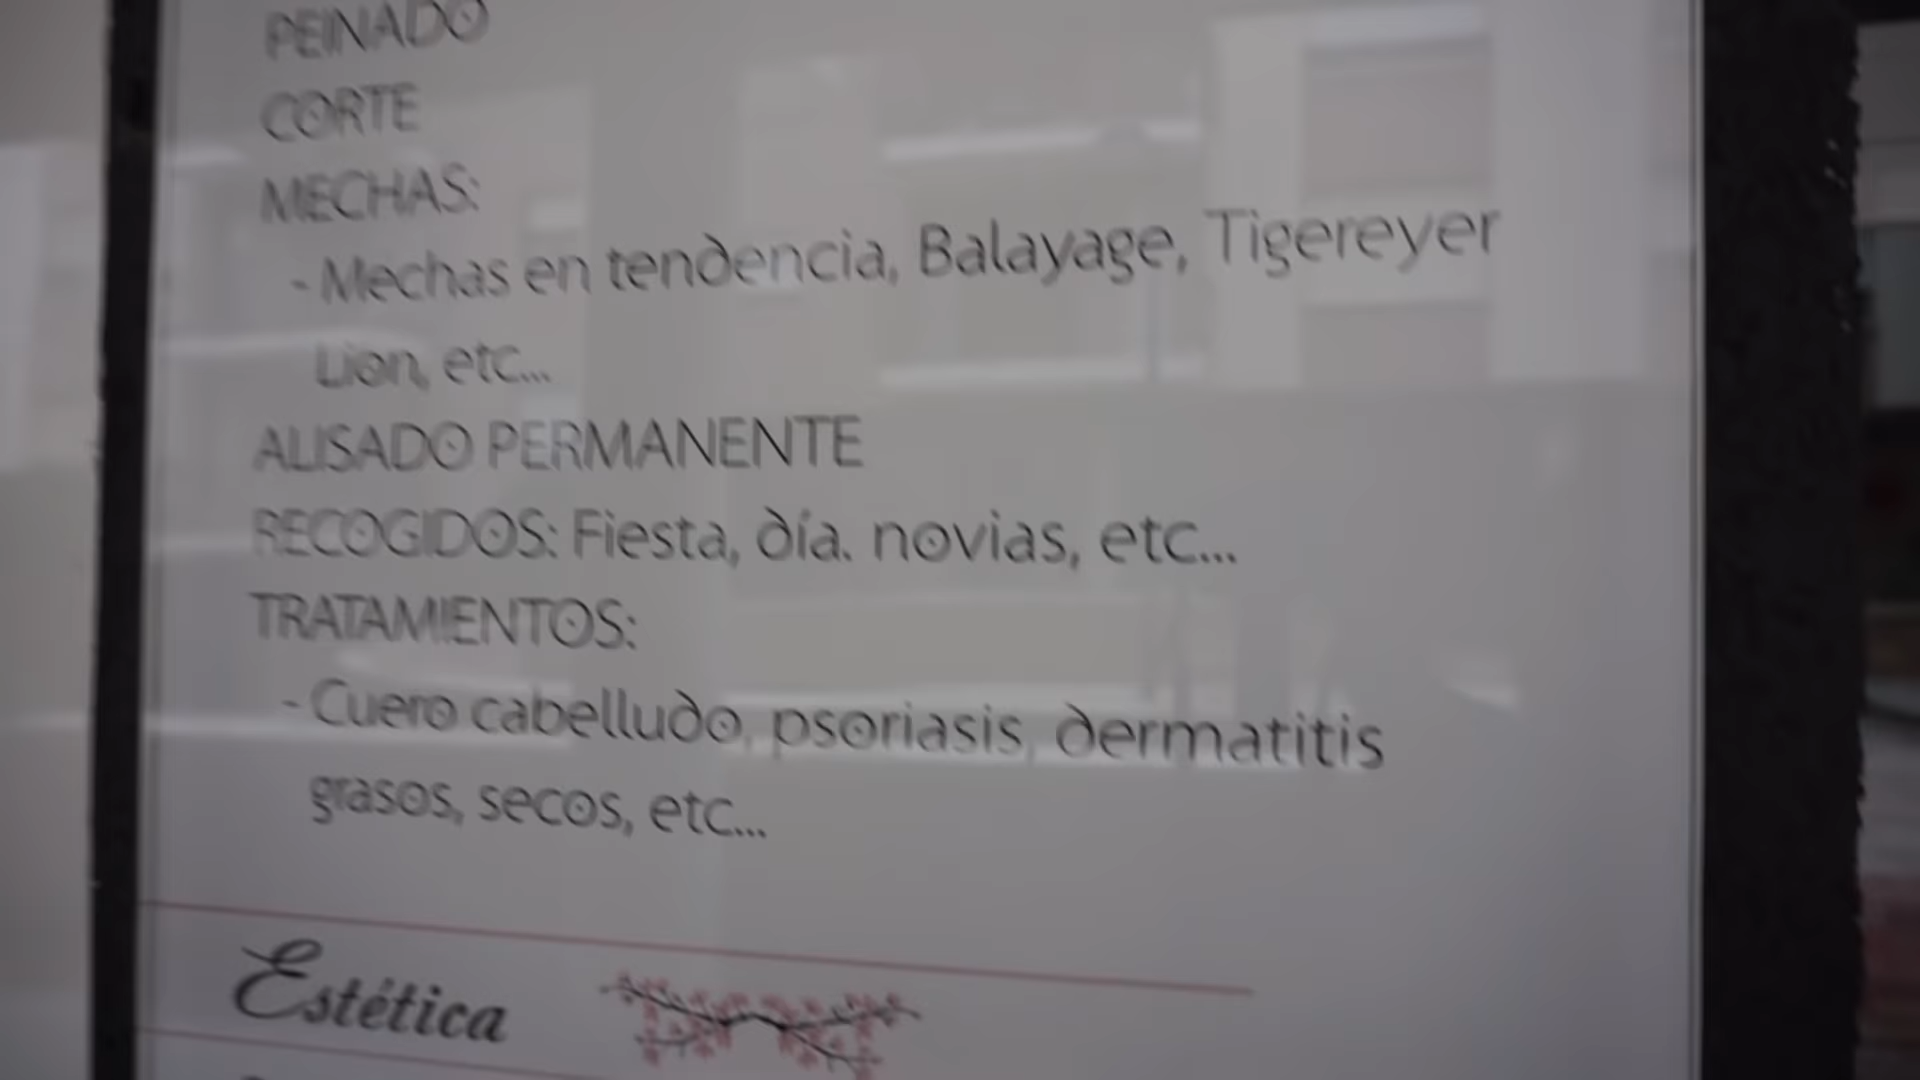 PEINADO
CORTE
MECHAS:
- Mechas en tendencia, Balayage, Tigereyer
Lion, etc...
ALISADO PERMANENTE
RECOGIDOS: Fiesta, día. novias, etc...
TRATAMIENTOS:
- Cuero cabelludo, psoriasis, dermatitis
grasos, secos, etc...
Estética